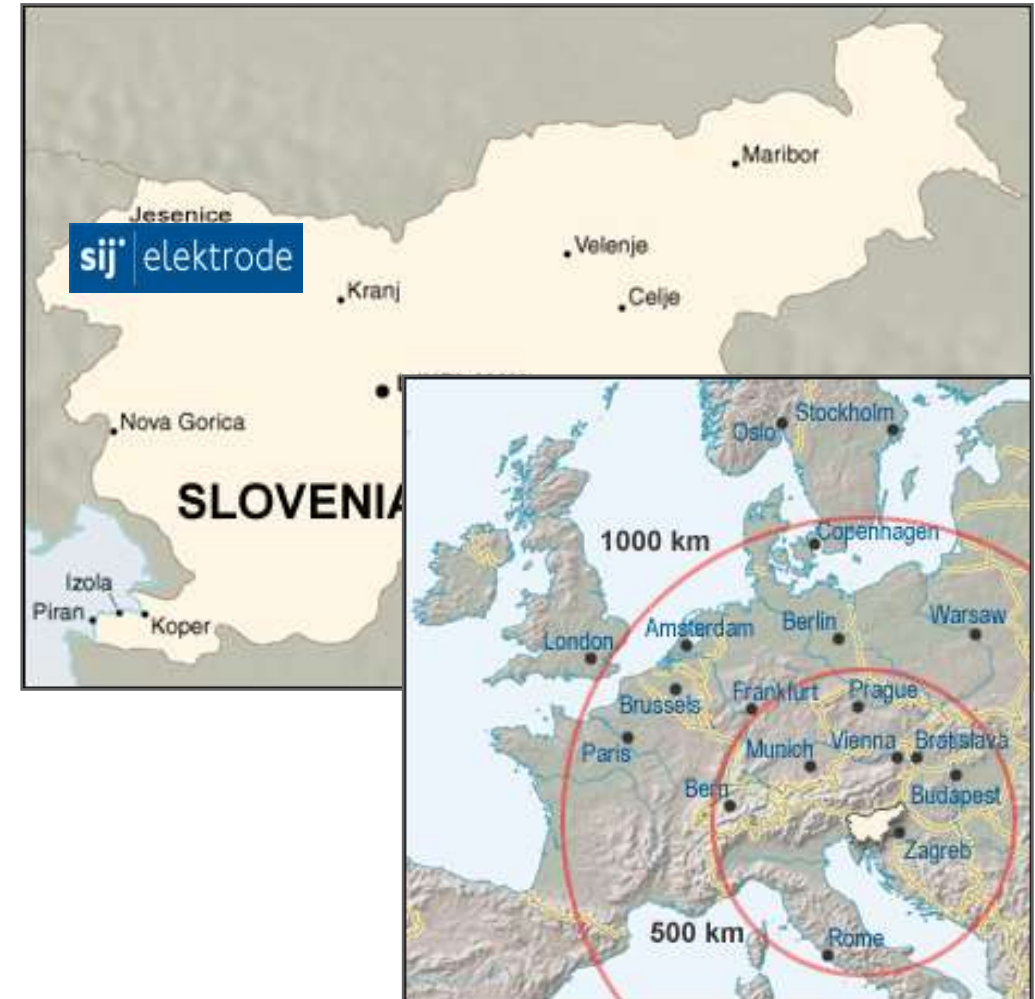 Maribor
Jesenice
sij elektrode
Velenje
Kranj
Celje
Nova Gorica
SLOVENIA
Izola
Piran
Koper
Stockholm
Oslo
1000 km
Copenhagen
Warsaw
Berlin
Amsterdam
London
Frankfurt
Prague
Brussels
Paris
Munich
Vienna
Bratislava
Bern
Budapest
Zagreb
500 km
Rome